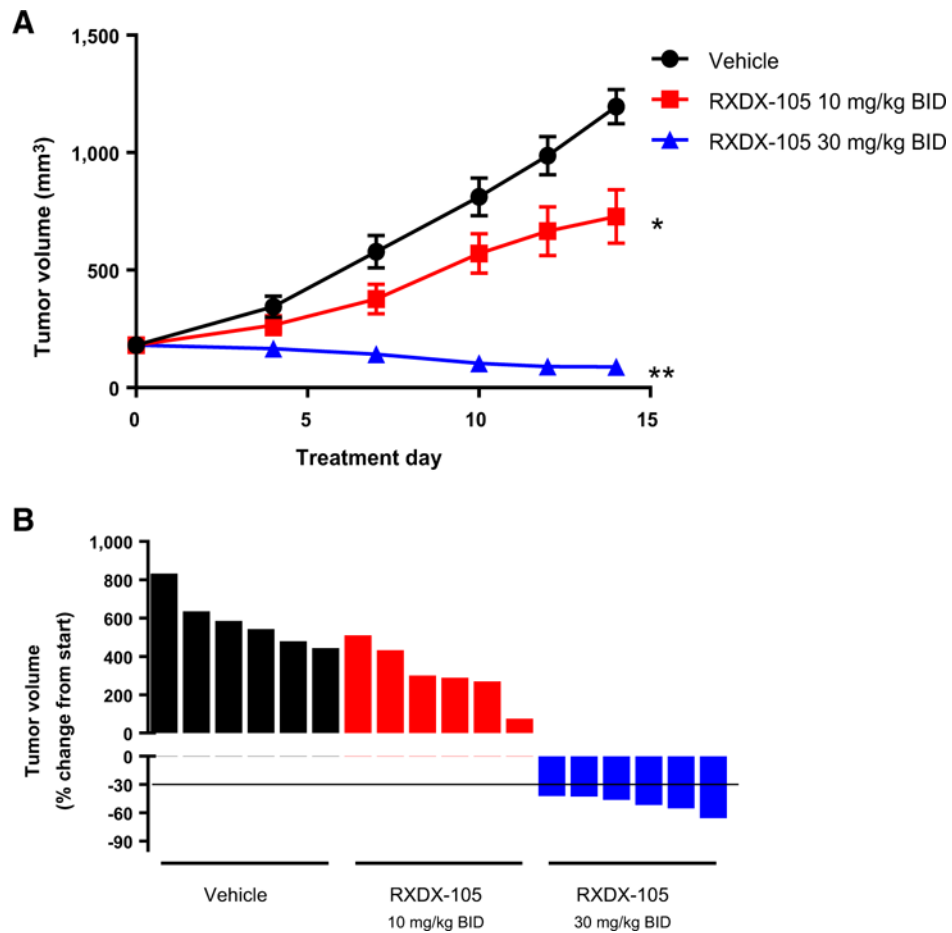 A
1,500
1,000
500
0
Tumor volume (mm³)
0 5 10 15
Treatment day
Vehicle
RXDX-105 10 mg/kg BID
RXDX-105 30 mg/kg BID
*
**
B
1,000
800
600
400
200
0
-0
-30
-60
-90
Tumor volume
(% change from start)
Vehicle
RXDX-105
10 mg/kg BID
RXDX-105
30 mg/kg BID